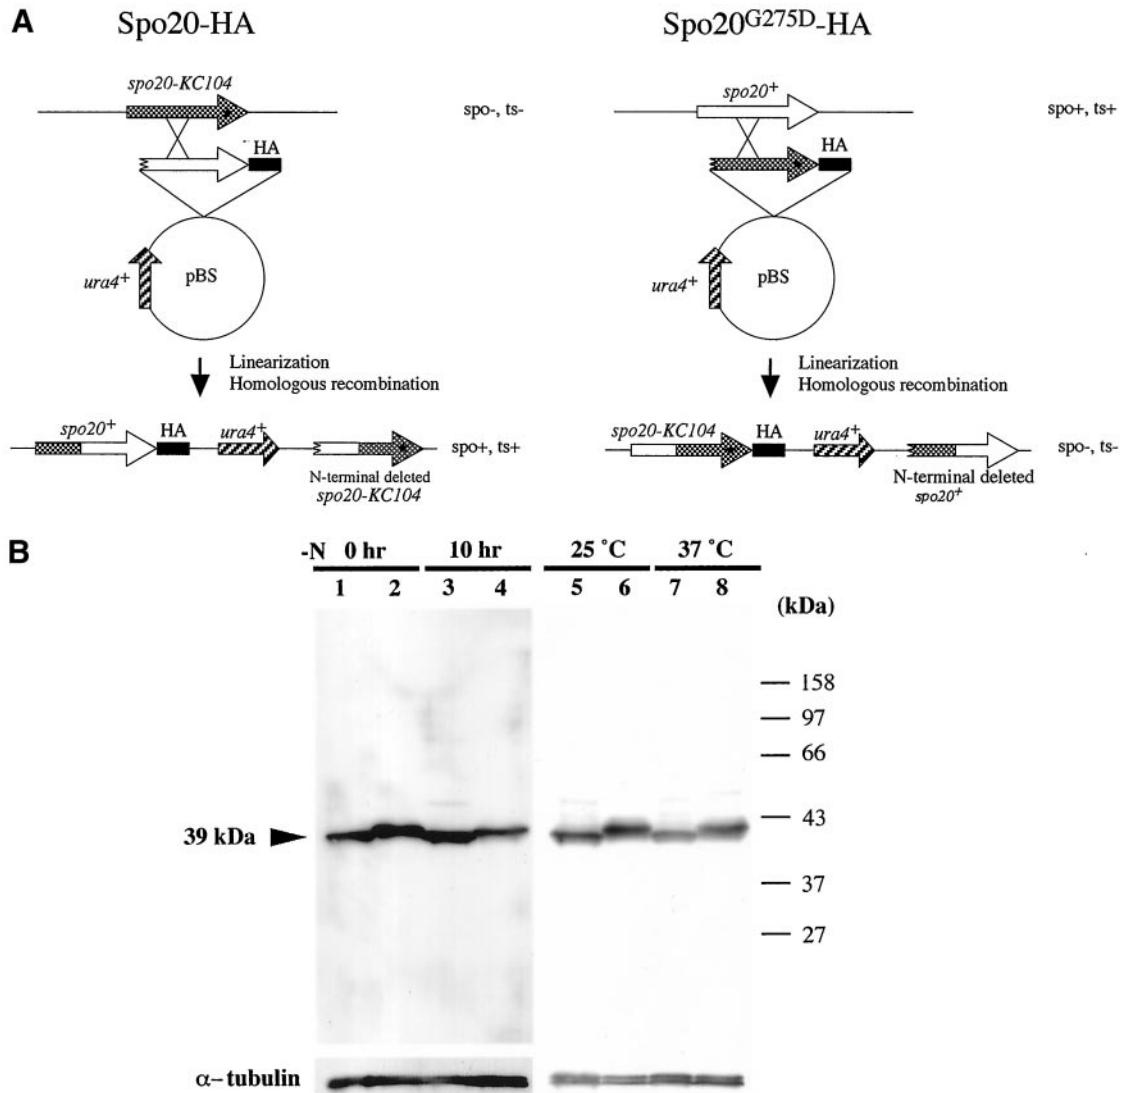 A Spo20-HA Spo20G275D-HA
spo20-KC104 spo20+
spo-, ts- spo+, ts+
HA HA
ura4+ pBS ura4+ pBS
Linearization Linearization
Homologous recombination Homologous recombination
spo20+ HA ura4+ spo+, ts+ spo20-KC104 HA ura4+ spo-, ts-
N-terminal deleted N-terminal deleted
spo20-KC104 spo20+
B -N 0 hr 10 hr 25 ˚C 37 ˚C
1 2 3 4 5 6 7 8 (kDa)
158
97
66
43
39 kDa
37
27
α- tubulin